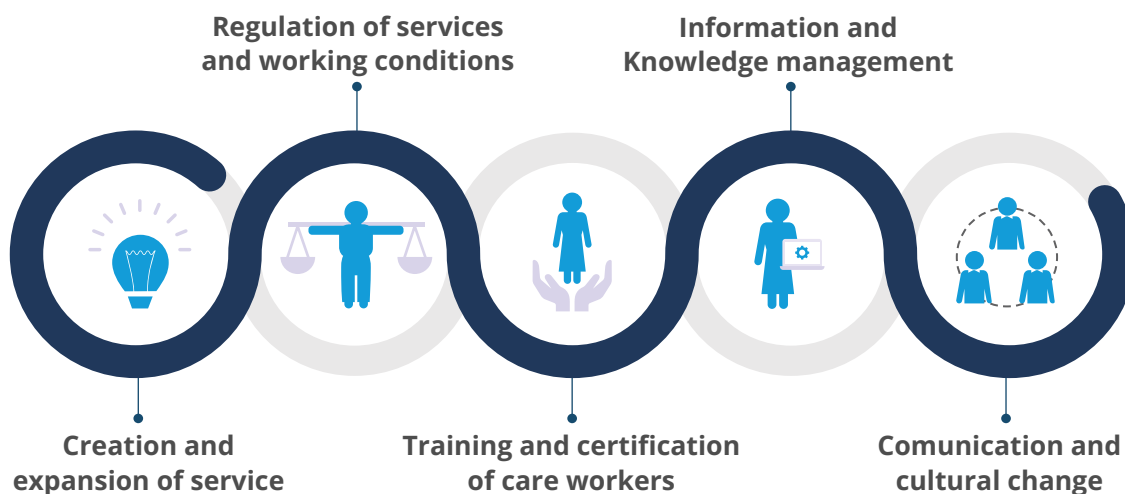 Regulation of services
and working conditions
Information and
Knowledge management
Creation and
expansion of service
Training and certification
of care workers
Comunication and
cultural change